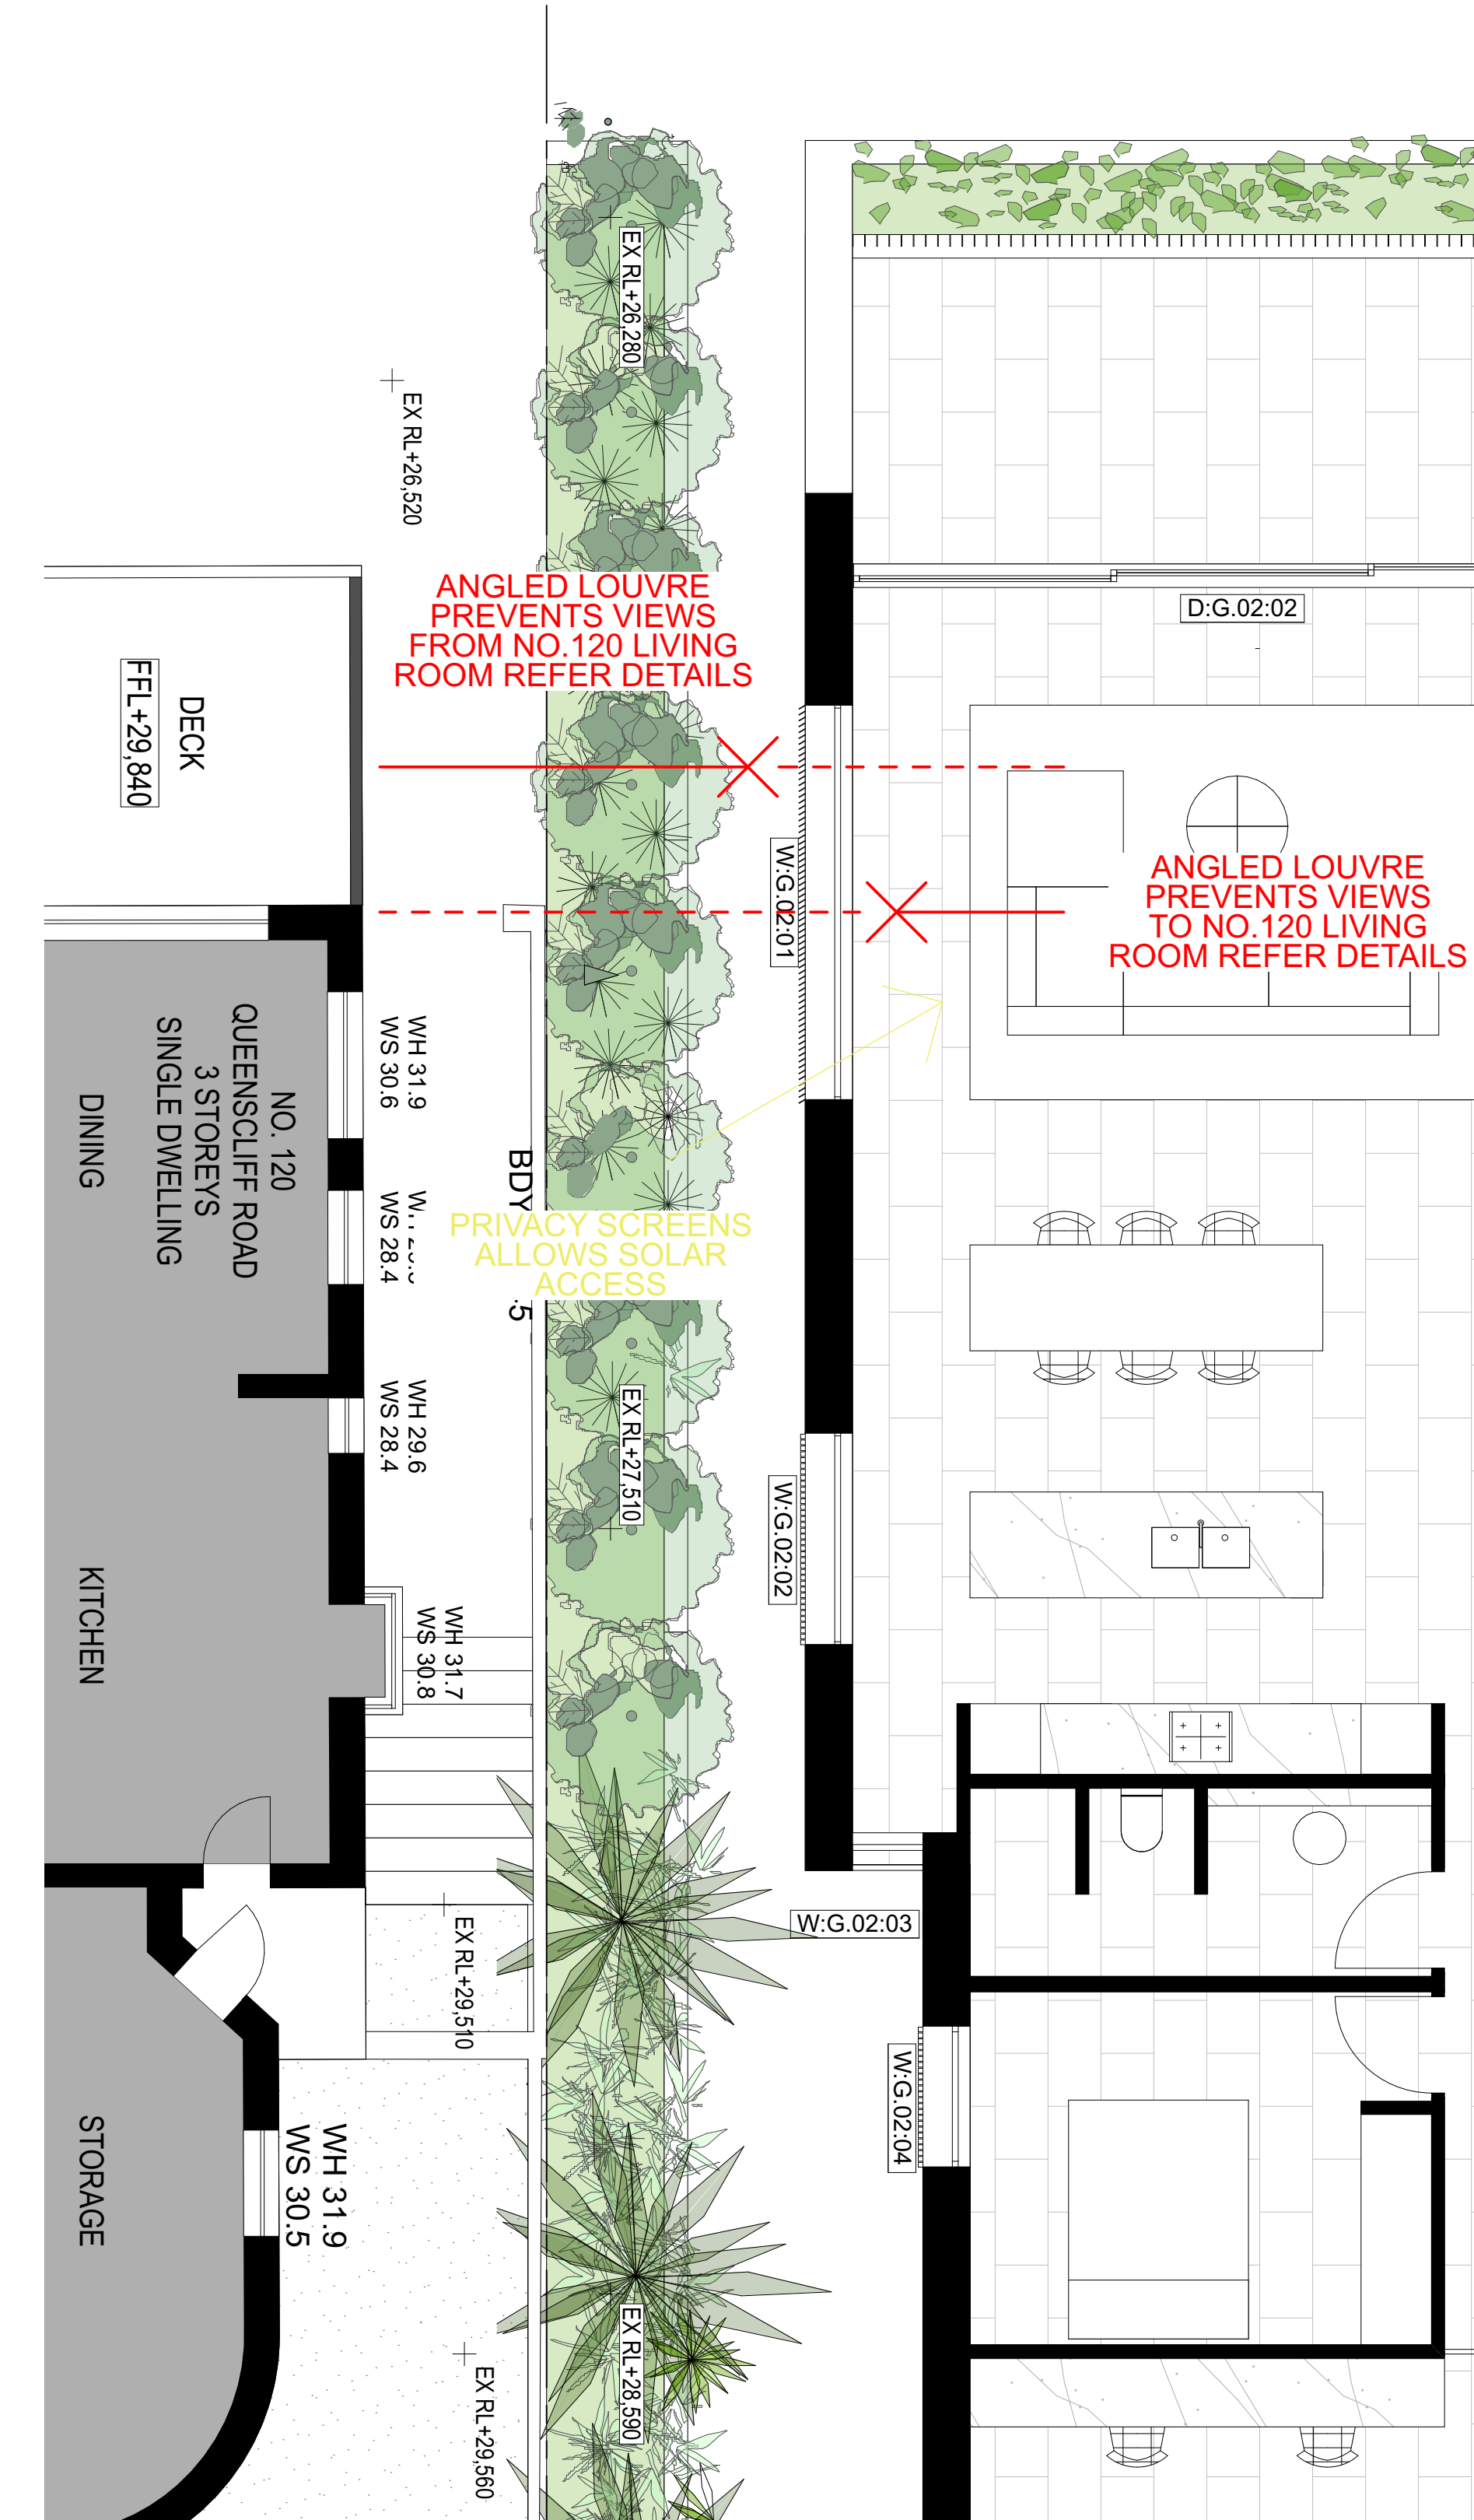 EX RL+26,280
EX RL+26,520
ANGLED LOUVRE
PREVENTS VIEWS
FROM NO.120 LIVING
ROOM REFER DETAILS
D:G.02:02
DECK
FFL+29,840
W:G.02:01
ANGLED LOUVRE
PREVENTS VIEWS
TO NO.120 LIVING
ROOM REFER DETAILS
NO. 120
QUEENSCLIFF ROAD
3 STOREYS
SINGLE DWELLING
DINING
WH 31.9
WS 30.6
WS 28.4
BDY
.5
PRIVACY SCREENS
ALLOWS SOLAR
ACCESS
WH 29.6
WS 28.4
EX RL+27,510
W:G.02:02
KITCHEN
WH 31.7
WS 30.8
W:G.02:03
EX RL+29,510
W:G.02:04
STORAGE
WH 31.9
WS 30.5
EX RL+28,590
EX RL+29,560